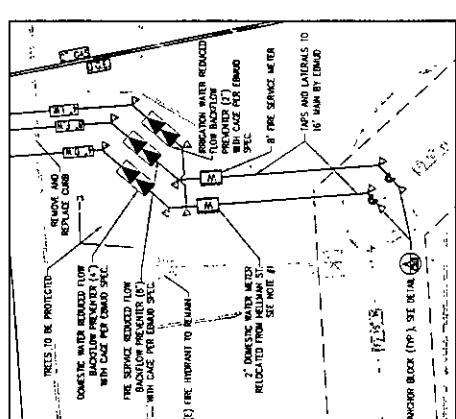 TREES TO BE PROTECTED
REMOVE AND
REPLACE CURB
DOMESTIC WATER REDUCED FLOW
BACKFLOW PREVENTER (4")
WITH CAGE PER EBMUD SPEC.
FIRE SERVICE REDUCED FLOW
BACKFLOW PREVENTER (8")
WITH CAGE PER EBMUD SPEC.
(E) FIRE HYDRANT TO REMAIN
2" DOMESTIC WATER METER
RELOCATED FROM HELLMAN ST.
SEE NOTE #1
IRRIGATION WATER REDUCED
FLOW BACKFLOW
PREVENTER (2")
WITH CAGE PER EBMUD
SPEC
8" FIRE SERVICE METER
TAPS AND LATERALS TO
16" MAIN BY EBMUD
W
W
A
ANCHOR BLOCK (TYP), SEE DETAIL